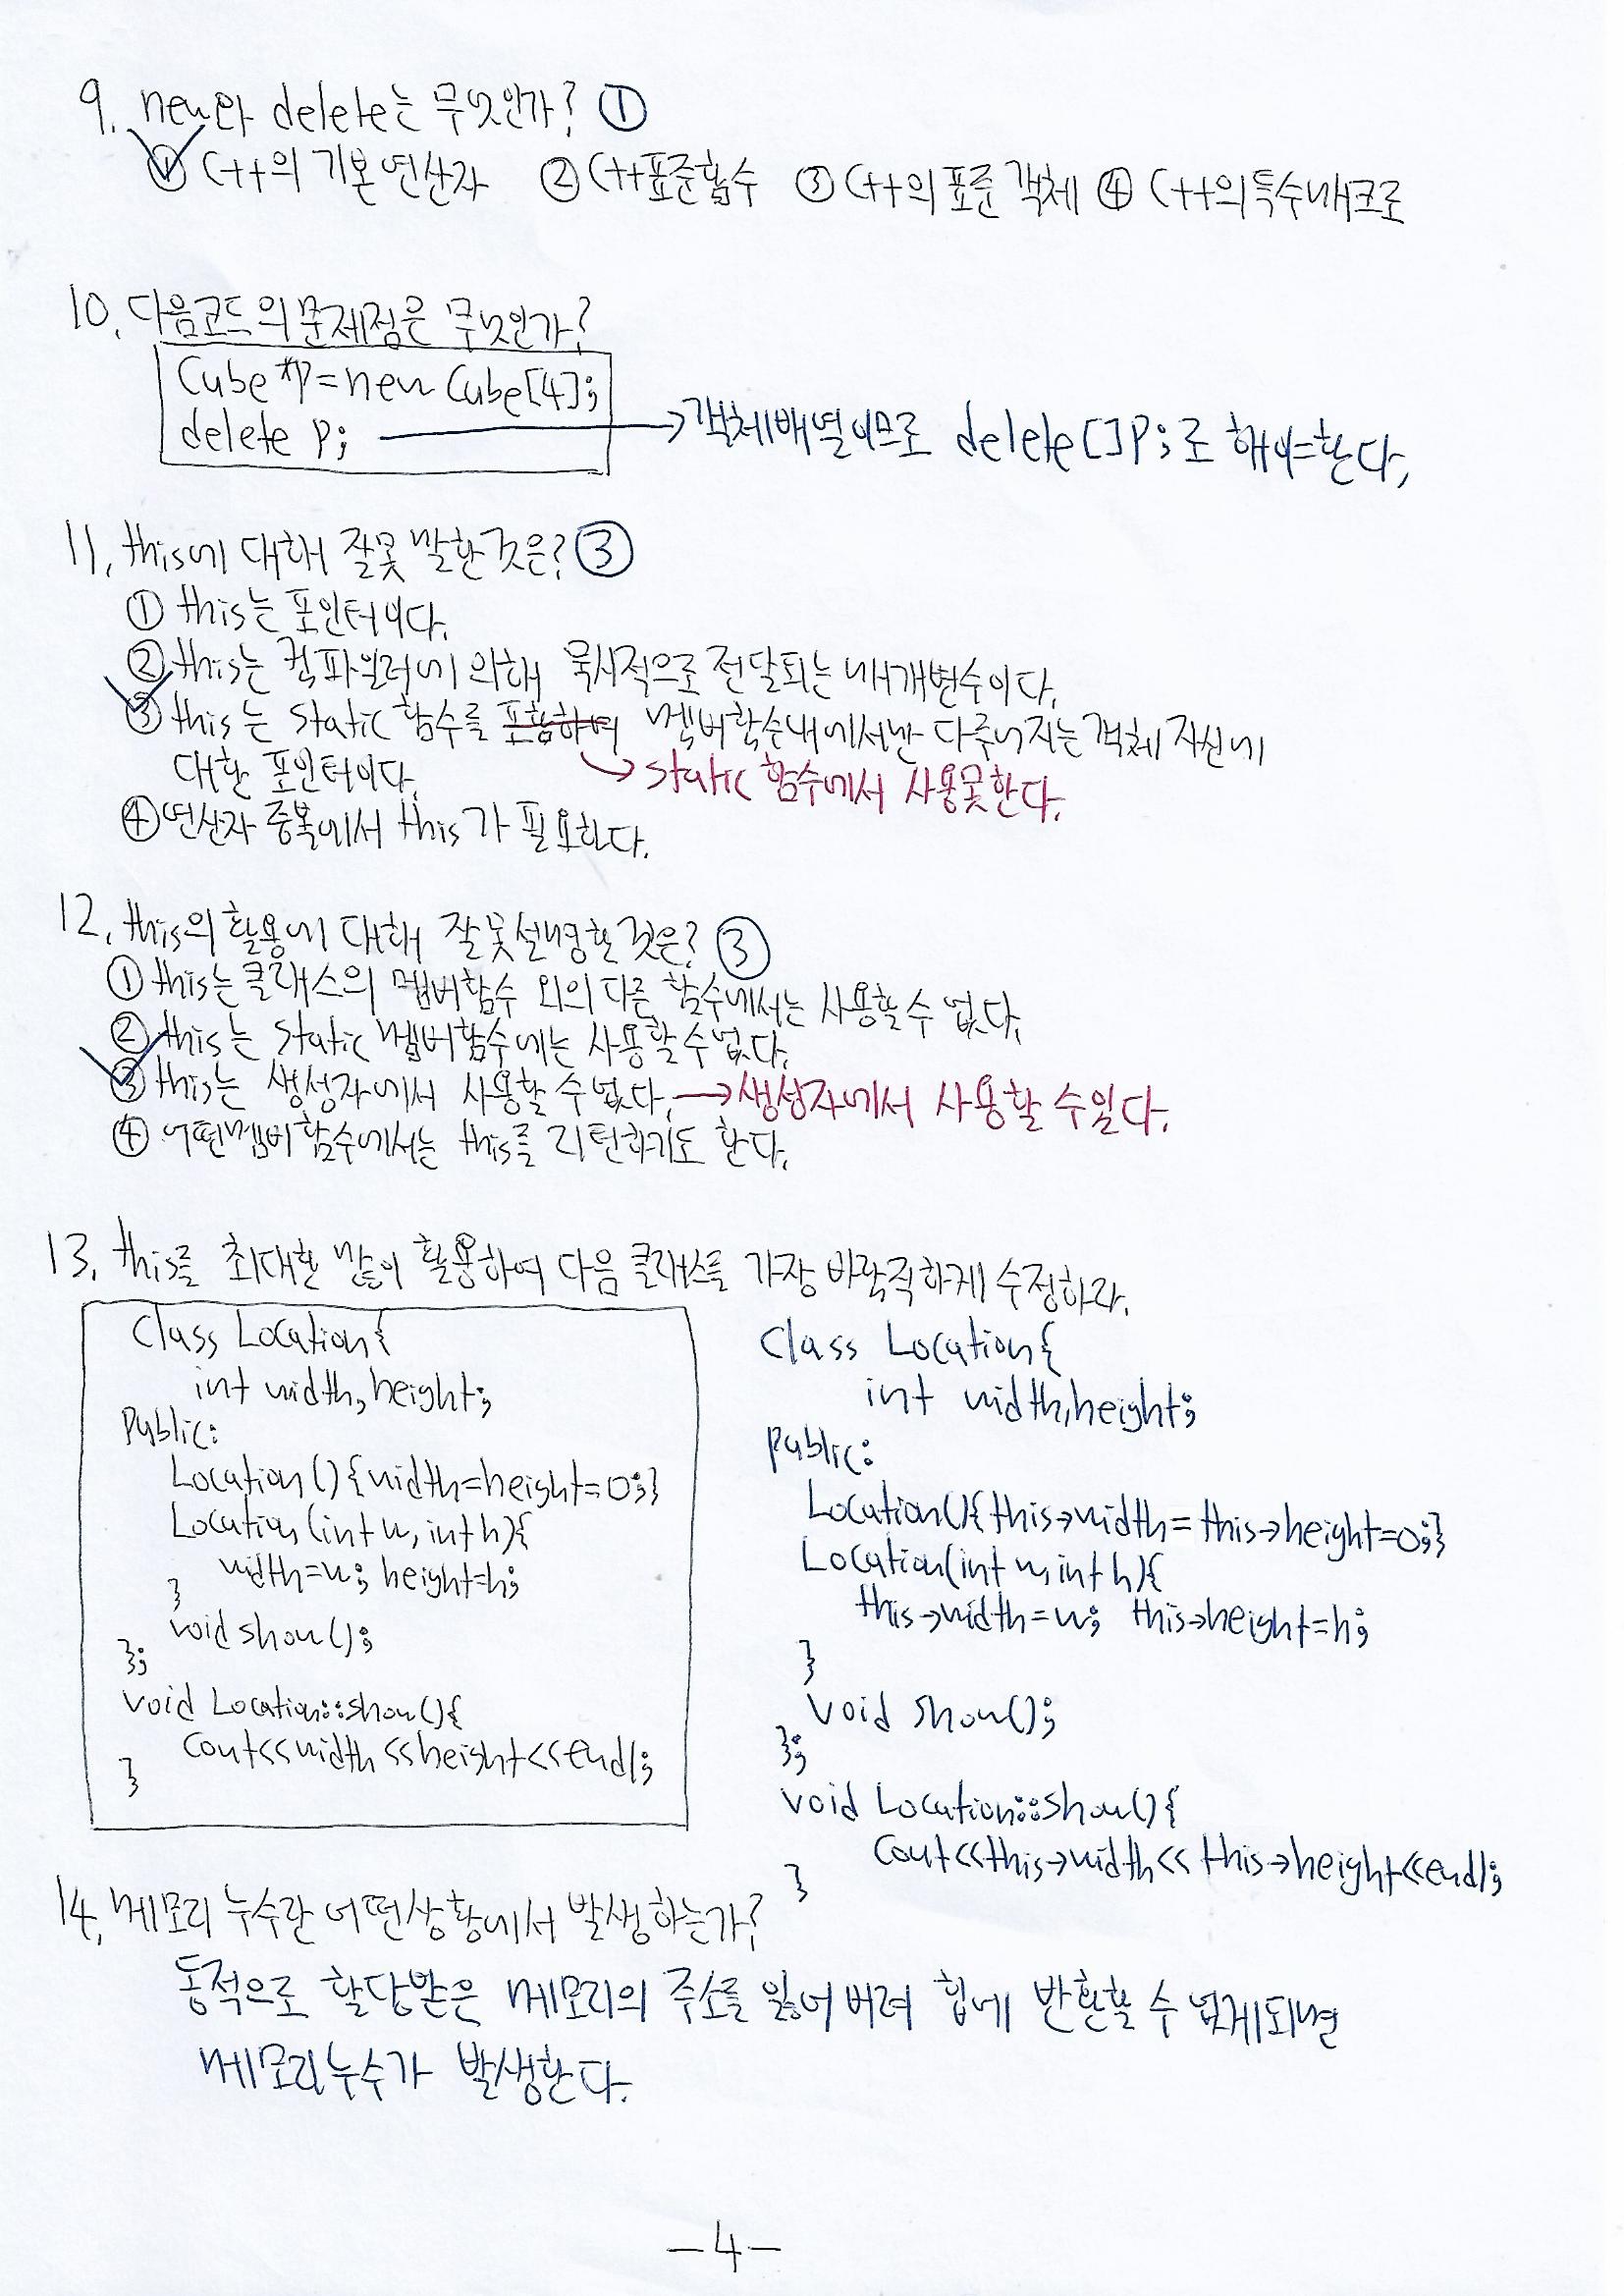 9. new와 delete는 무엇인가? ①
① C++의 기본 연산자 ② C++표준함수 ③ C++의 표준 객체 ④ C++의 특수매크로
10. 다음코드의 문제점은 무엇인가?
Cube *P=new Cube[4];
delete P; → 객체배열이므로 delete[]P;로 해야한다.
11. this에 대해 잘못 말한 것은? ③
① this는 포인터이다.
② this는 컴파일러에 의해 묵시적으로 전달되는 매개변수이다.
③ this는 static 함수를 포함하여 멤버함수내에서만 다루어지는 객체 자신에
대한 포인터이다. → static 함수에서 사용못한다.
④ 연산자 중복에서 this가 필요하다.
12. this의 활용에 대해 잘못 설명한 것은? ③
① this는 클래스의 멤버함수 외의 다른 함수에서는 사용할 수 없다.
② this는 static 멤버함수에는 사용할 수 없다.
③ this는 생성자에서 사용할 수 없다. → 생성자에서 사용할 수 있다.
④ 어떤 멤버 함수에서는 this를 리턴하기도 한다.
13. this를 최대한 많이 활용하여 다음 클래스를 가장 바람직하게 수정하라.
Class Location{
int width, height;
Public:
Location(){width=height=0;}
Location(int w, int h){
width=w; height=h;
}
void show();
};
void Location::show(){
Cout<<width<<height<<endl;
}
Class Location{
int width,height;
public:
Location(){this→width=this→height=0;}
Location(int w, int h){
this→width=w; this→height=h;
}
void show();
};
void Location::show(){
Cout<<this→width<<this→height<<endl;
}
14. 메모리 누수란 어떤상황에서 발생하는가?
동적으로 할당받은 메모리의 주소를 잃어버려 힙에 반환할 수 없게되면
메모리누수가 발생한다.
-4-